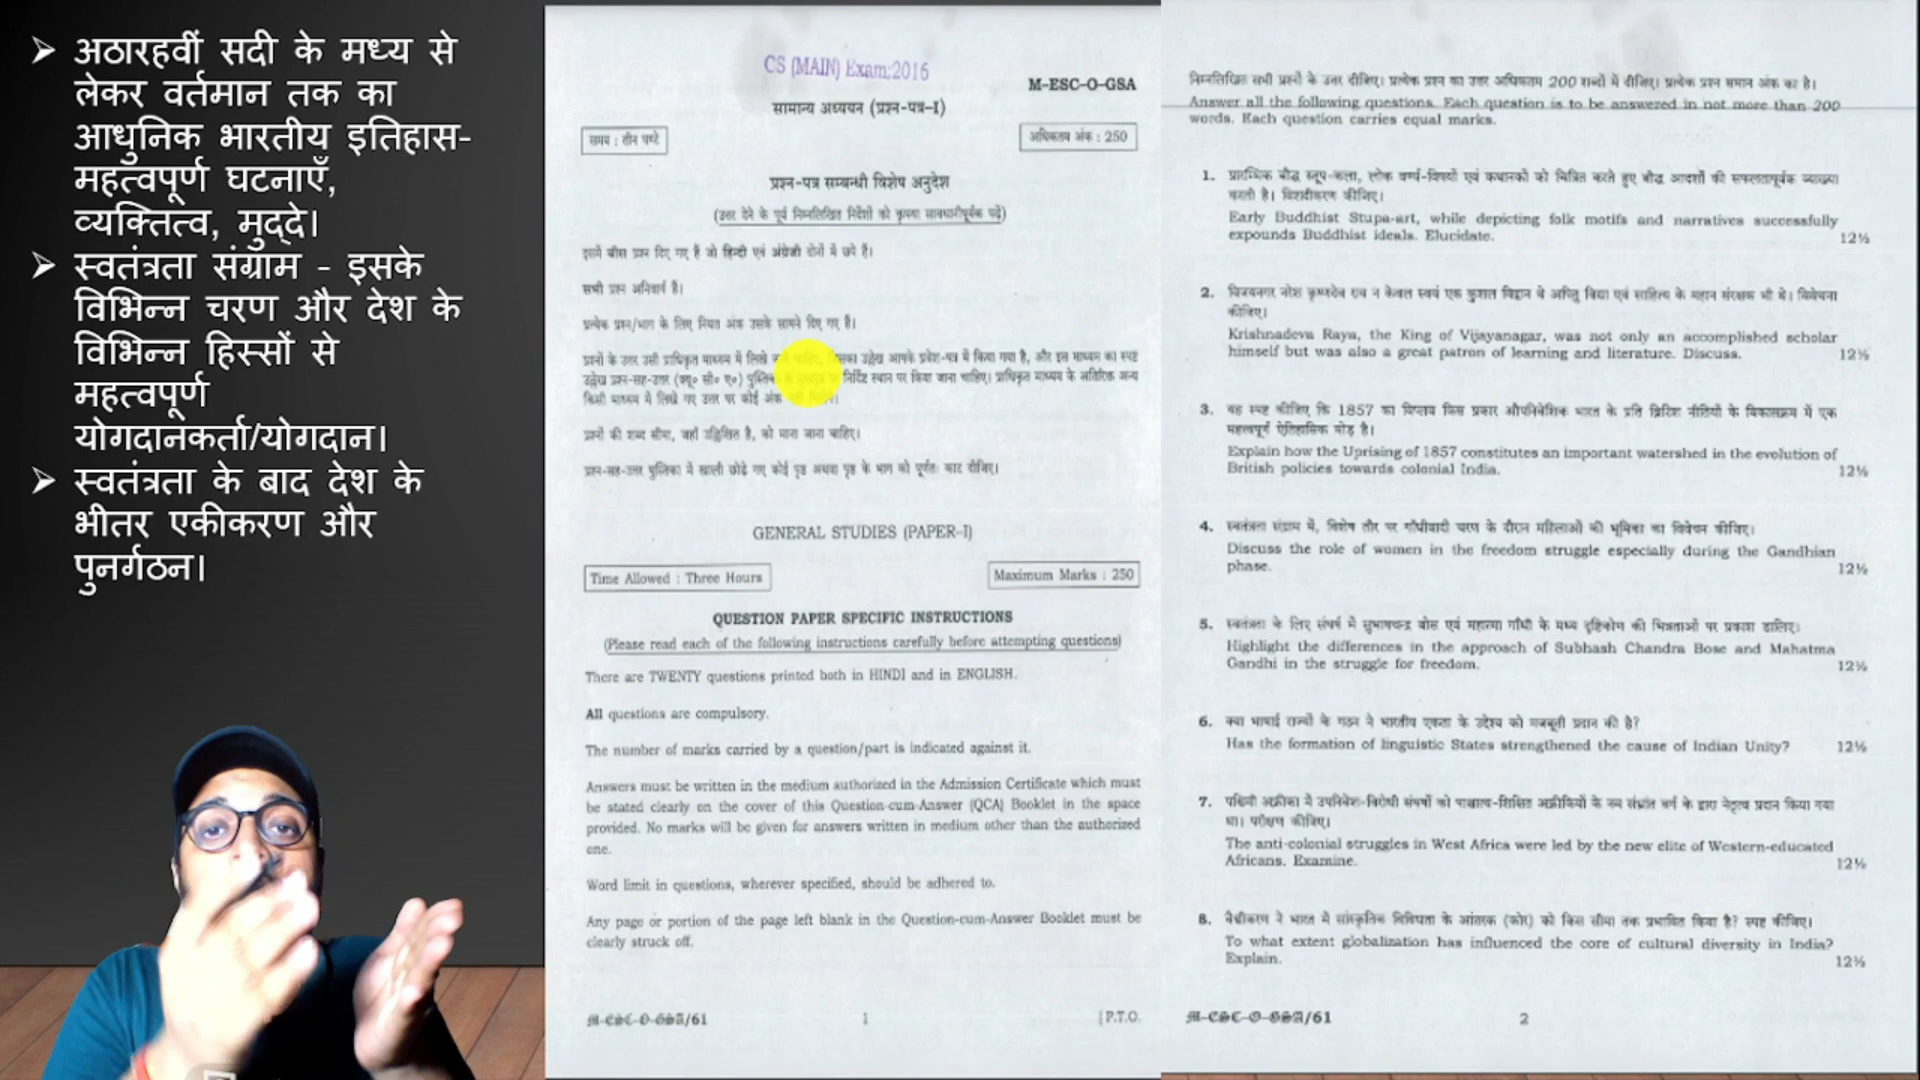 ➢ अठारहवीं सदी के मध्य से
लेकर वर्तमान तक का
आधुनिक भारतीय इतिहास-
महत्वपूर्ण घटनाएँ,
व्यक्तित्व, मुद्दे।
➢ स्वतंत्रता संग्राम - इसके
विभिन्न चरण और देश के
विभिन्न हिस्सों से
महत्वपूर्ण
योगदानकर्ता/योगदान।
➢ स्वतंत्रता के बाद देश के
भीतर एकीकरण और
पुनर्गठन।
CS (MAIN) Exam:2016
M-ESC-O-GSA
सामान्य अध्ययन (प्रश्न-पत्र-I)
समय : तीन घण्टे
अधिकतम अंक : 250
प्रश्न-पत्र सम्बन्धी विशेष अनुदेश
(उत्तर देने के पूर्व निम्नलिखित निर्देशों को कृपया सावधानीपूर्वक पढ़ें)
इसमें बीस प्रश्न दिए गए हैं जो हिन्दी एवं अंग्रेजी दोनों में छपे हैं।
सभी प्रश्न अनिवार्य हैं।
प्रत्येक प्रश्न/भाग के लिए नियत अंक उसके सामने दिए गए हैं।
प्रश्नों के उत्तर उसी प्राधिकृत माध्यम में लिखे जाने चाहिए, जिसका उल्लेख आपके प्रवेश-पत्र में किया गया है, और इस माध्यम का स्पष्ट
उल्लेख प्रश्न-सह-उत्तर (क्यू० सी० ए०) पुस्तिका के मुखपृष्ठ पर निर्दिष्ट स्थान पर किया जाना चाहिए। प्राधिकृत माध्यम के अतिरिक्त अन्य
किसी माध्यम में लिखे गए उत्तर पर कोई अंक नहीं मिलेंगे।
प्रश्नों की शब्द सीमा, जहाँ उल्लिखित है, को माना जाना चाहिए।
प्रश्न-सह-उत्तर पुस्तिका में खाली छोड़े गए कोई पृष्ठ अथवा पृष्ठ के भाग को पूर्णतः काट दीजिए।
GENERAL STUDIES (PAPER-I)
Time Allowed : Three Hours
Maximum Marks : 250
QUESTION PAPER SPECIFIC INSTRUCTIONS
(Please read each of the following instructions carefully before attempting questions)
There are TWENTY questions printed both in HINDI and in ENGLISH.
All questions are compulsory.
The number of marks carried by a question/part is indicated against it.
Answers must be written in the medium authorized in the Admission Certificate which must
be stated clearly on the cover of this Question-cum-Answer (QCA) Booklet in the space
provided. No marks will be given for answers written in medium other than the authorized
one.
Word limit in questions, wherever specified, should be adhered to.
Any page or portion of the page left blank in the Question-cum-Answer Booklet must be
clearly struck off.
M-ESC-O-GSA/61
1
[ P.T.O.
निम्नलिखित सभी प्रश्नों के उत्तर दीजिए। प्रत्येक प्रश्न का उत्तर अधिकतम 200 शब्दों में दीजिए। प्रत्येक प्रश्न समान अंक का है।
Answer all the following questions. Each question is to be answered in not more than 200
words. Each question carries equal marks.
1. प्रारम्भिक बौद्ध स्तूप-कला, लोक वर्ण्य-विषयों एवं कथानकों को चित्रित करते हुए बौद्ध आदर्शों की सफलतापूर्वक व्याख्या
करती है। विशदीकरण कीजिए।
Early Buddhist Stupa-art, while depicting folk motifs and narratives successfully
expounds Buddhist ideals. Elucidate. 12½
2. विजयनगर नरेश कृष्णदेव राय न केवल स्वयं एक कुशल विद्वान थे अपितु विद्या एवं साहित्य के महान संरक्षक भी थे। विवेचना
कीजिए।
Krishnadeva Raya, the King of Vijayanagar, was not only an accomplished scholar
himself but was also a great patron of learning and literature. Discuss. 12½
3. यह स्पष्ट कीजिए कि 1857 का विप्लव किस प्रकार औपनिवेशिक भारत के प्रति ब्रिटिश नीतियों के विकासक्रम में एक
महत्त्वपूर्ण ऐतिहासिक मोड़ है।
Explain how the Uprising of 1857 constitutes an important watershed in the evolution of
British policies towards colonial India. 12½
4. स्वतंत्रता संग्राम में, विशेष तौर पर गाँधीवादी चरण के दौरान महिलाओं की भूमिका का विवेचन कीजिए।
Discuss the role of women in the freedom struggle especially during the Gandhian
phase. 12½
5. स्वतंत्रता के लिए संघर्ष में सुभाषचन्द्र बोस एवं महात्मा गाँधी के मध्य दृष्टिकोण की भिन्नताओं पर प्रकाश डालिए।
Highlight the differences in the approach of Subhash Chandra Bose and Mahatma
Gandhi in the struggle for freedom. 12½
6. क्या भाषाई राज्यों के गठन ने भारतीय एकता के उद्देश्य को मजबूती प्रदान की है?
Has the formation of linguistic States strengthened the cause of Indian Unity? 12½
7. पश्चिमी अफ्रीका में उपनिवेश-विरोधी संघर्षों को पाश्चात्य-शिक्षित अफ्रीकियों के नव संभ्रांत वर्ग के द्वारा नेतृत्व प्रदान किया गया
था। परीक्षण कीजिए।
The anti-colonial struggles in West Africa were led by the new elite of Western-educated
Africans. Examine. 12½
8. वैश्वीकरण ने भारत में सांस्कृतिक विविधता के आंतरक (कोर) को किस सीमा तक प्रभावित किया है? स्पष्ट कीजिए।
To what extent globalization has influenced the core of cultural diversity in India?
Explain. 12½
M-ESC-O-GSA/61
2